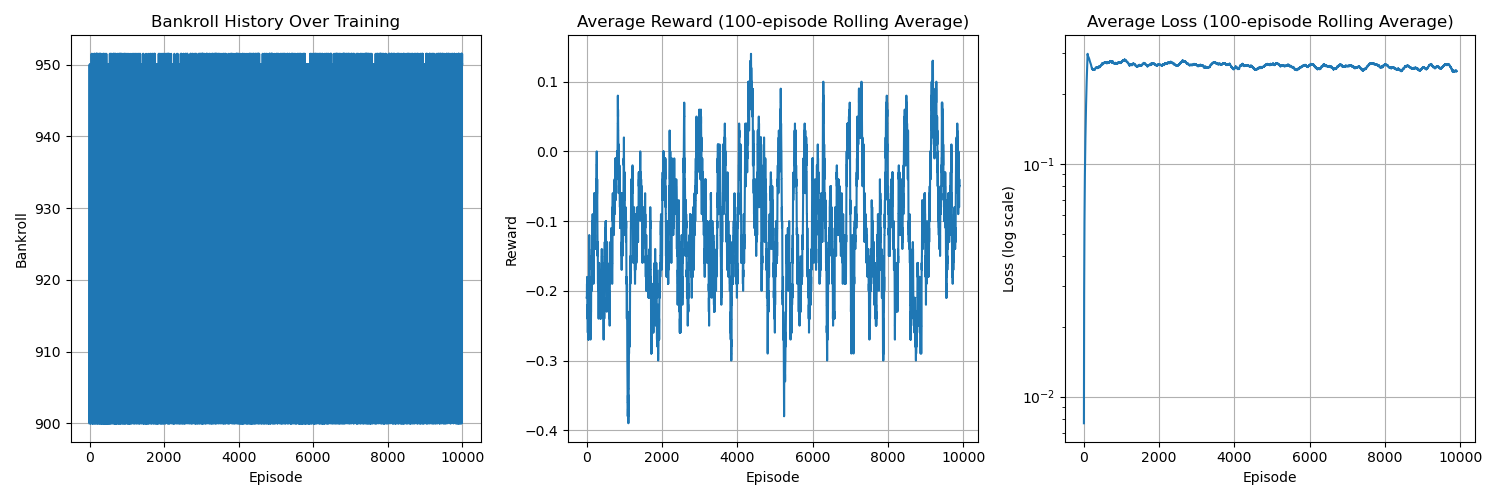 Bankroll History Over Training
Bankroll
950
940
930
920
910
900
0 2000 4000 6000 8000 10000
Episode
Average Reward (100-episode Rolling Average)
Reward
0.1
0.0
−0.1
−0.2
−0.3
−0.4
0 2000 4000 6000 8000 10000
Episode
Average Loss (100-episode Rolling Average)
Loss (log scale)
10⁻¹
10⁻²
0 2000 4000 6000 8000 10000
Episode